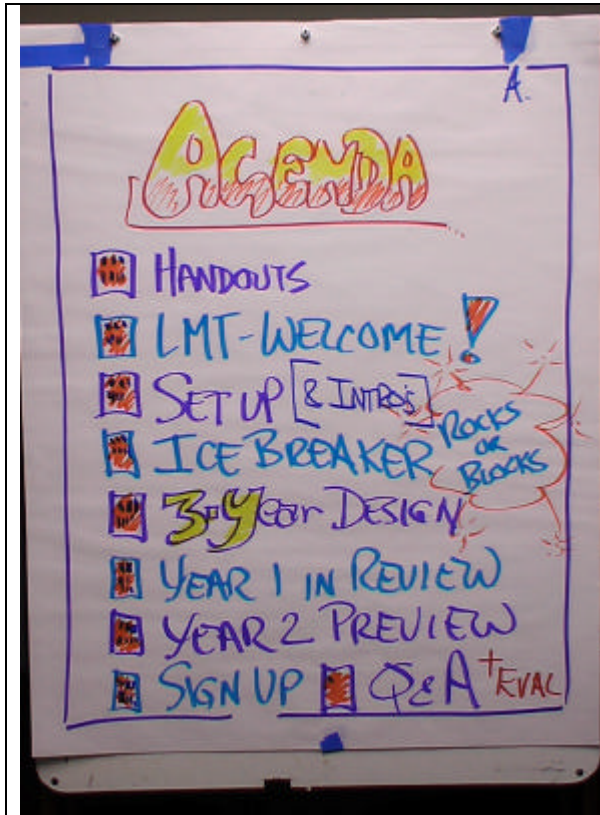 A.
AGENDA
HANDOUTS
LMT-WELCOME!
SET UP [& INTRO'S]
ICE BREAKER
ROCKS
OR
BLOCKS
3-Year DESIGN
YEAR 1 IN REVIEW
YEAR 2 PREVIEW
SIGN UP Q&A +EVAL